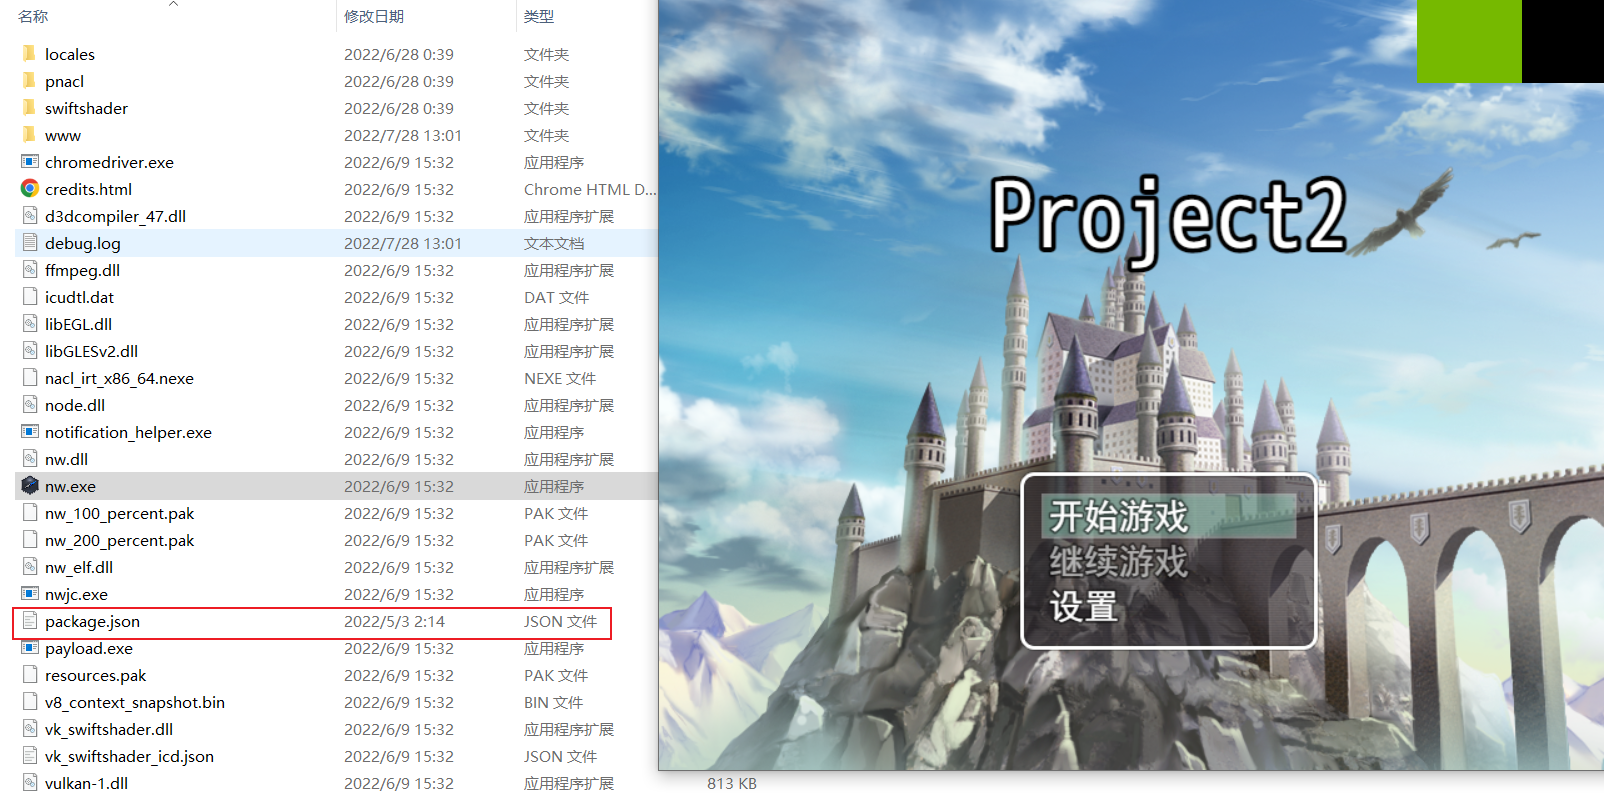 名称 修改日期 类型
locales 2022/6/28 0:39 文件夹
pnacl 2022/6/28 0:39 文件夹
swiftshader 2022/6/28 0:39 文件夹
www 2022/7/28 13:01 文件夹
chromedriver.exe 2022/6/9 15:32 应用程序
credits.html 2022/6/9 15:32 Chrome HTML D...
d3dcompiler_47.dll 2022/6/9 15:32 应用程序扩展
debug.log 2022/7/28 13:01 文本文档
ffmpeg.dll 2022/6/9 15:32 应用程序扩展
icudtl.dat 2022/6/9 15:32 DAT 文件
libEGL.dll 2022/6/9 15:32 应用程序扩展
libGLESv2.dll 2022/6/9 15:32 应用程序扩展
nacl_irt_x86_64.nexe 2022/6/9 15:32 NEXE 文件
node.dll 2022/6/9 15:32 应用程序扩展
notification_helper.exe 2022/6/9 15:32 应用程序
nw.dll 2022/6/9 15:32 应用程序扩展
nw.exe 2022/6/9 15:32 应用程序
nw_100_percent.pak 2022/6/9 15:32 PAK 文件
nw_200_percent.pak 2022/6/9 15:32 PAK 文件
nw_elf.dll 2022/6/9 15:32 应用程序扩展
nwjc.exe 2022/6/9 15:32 应用程序
package.json 2022/5/3 2:14 JSON 文件
payload.exe 2022/6/9 15:32 应用程序
resources.pak 2022/6/9 15:32 PAK 文件
v8_context_snapshot.bin 2022/6/9 15:32 BIN 文件
vk_swiftshader.dll 2022/6/9 15:32 应用程序扩展
vk_swiftshader_icd.json 2022/6/9 15:32 JSON 文件
vulkan-1.dll 2022/6/9 15:32 应用程序扩展 813 KB
Project2
开始游戏
继续游戏
设置